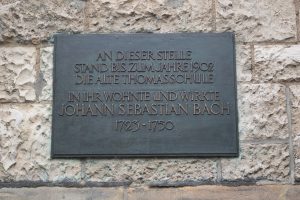 AN DIESER STELLE
STAND BIS ZUM JAHRE 1902
DIE ALTE THOMASSCHULE
IN IHR WOHNTE UND WIRKTE
JOHANN SEBASTIAN BACH
1723-1750